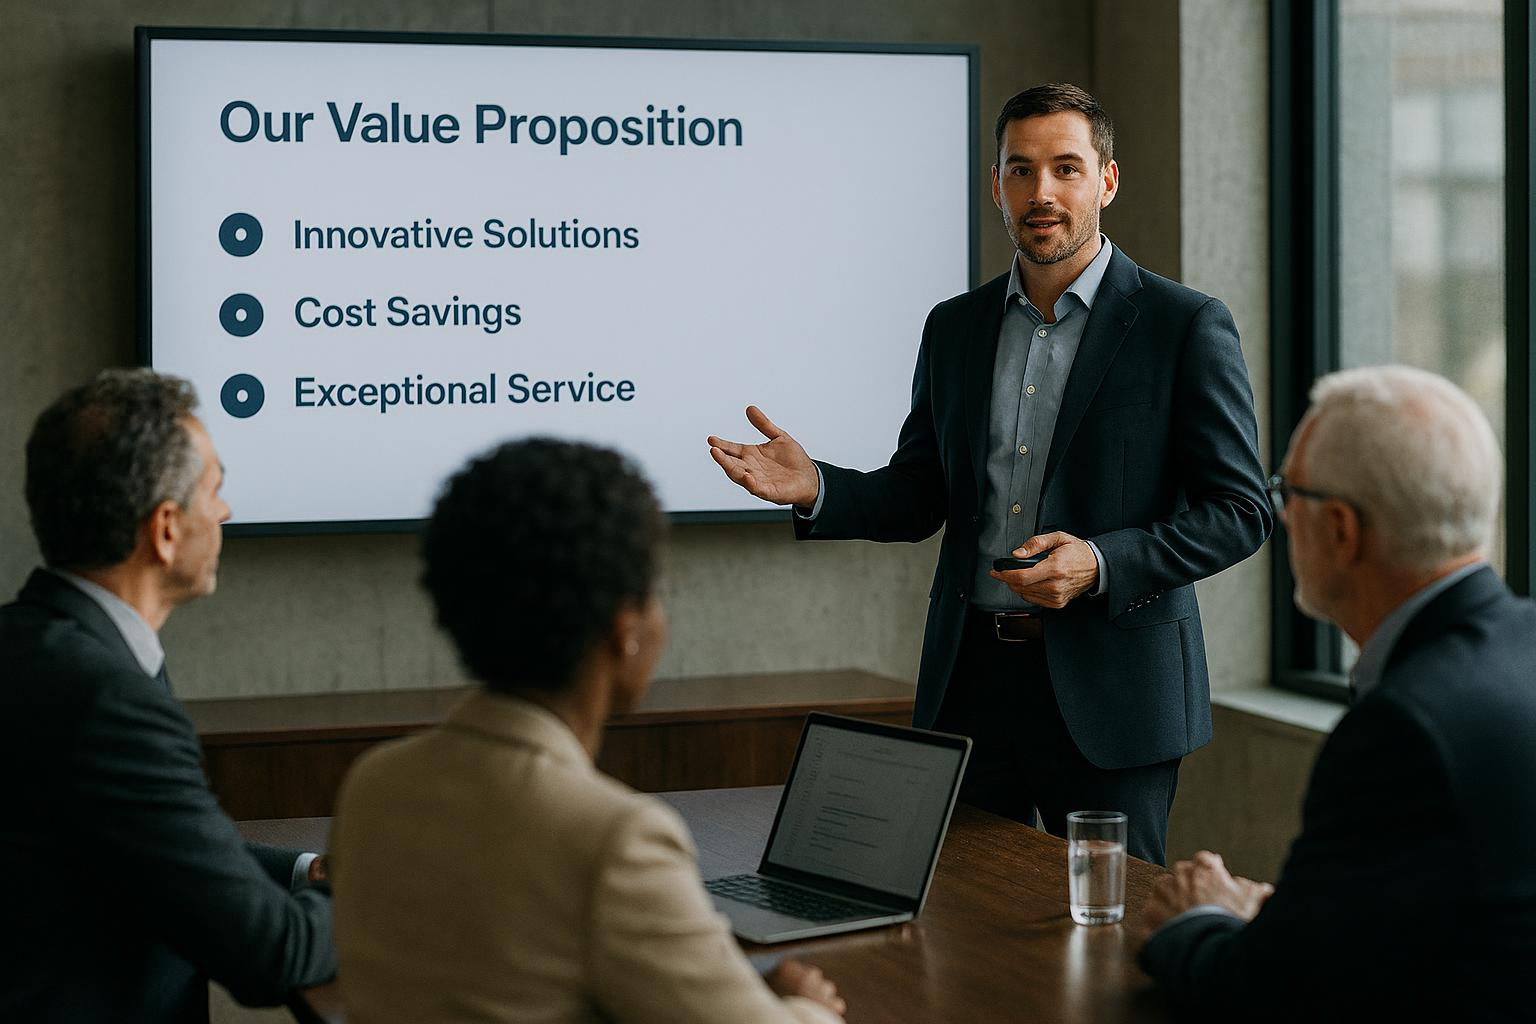 Our Value Proposition
Innovative Solutions
Cost Savings
Exceptional Service